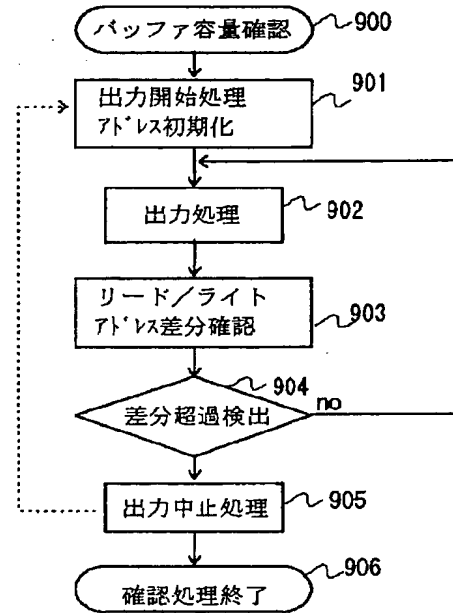 バッファ容量確認
900
出力開始処理
アドレス初期化
901
出力処理
902
リード/ライト
アドレス差分確認
903
904
差分超過検出
no
出力中止処理
905
906
確認処理終了